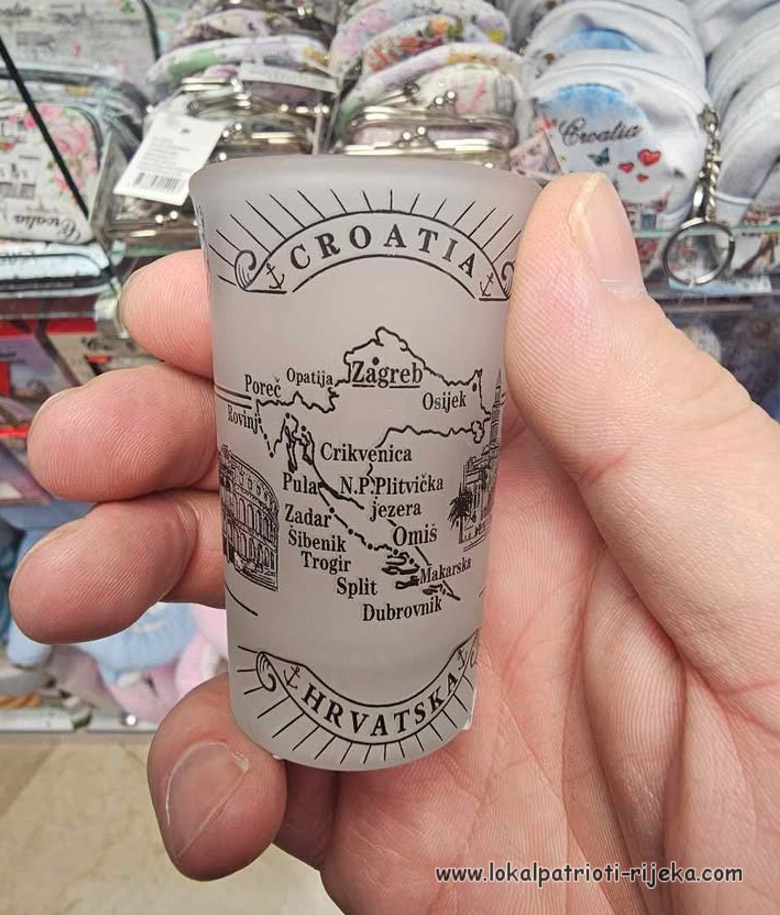 Croatia
CROATIA
Zagreb
Opatija
Poreč
Osijek
Rovinj
Crikvenica
Pula
N.P.Plitvička
jezera
Zadar
Omiš
Šibenik
Trogir
Makarska
Split
Dubrovnik
HRVATSKA
www.lokalpatrioti-rijeka.com